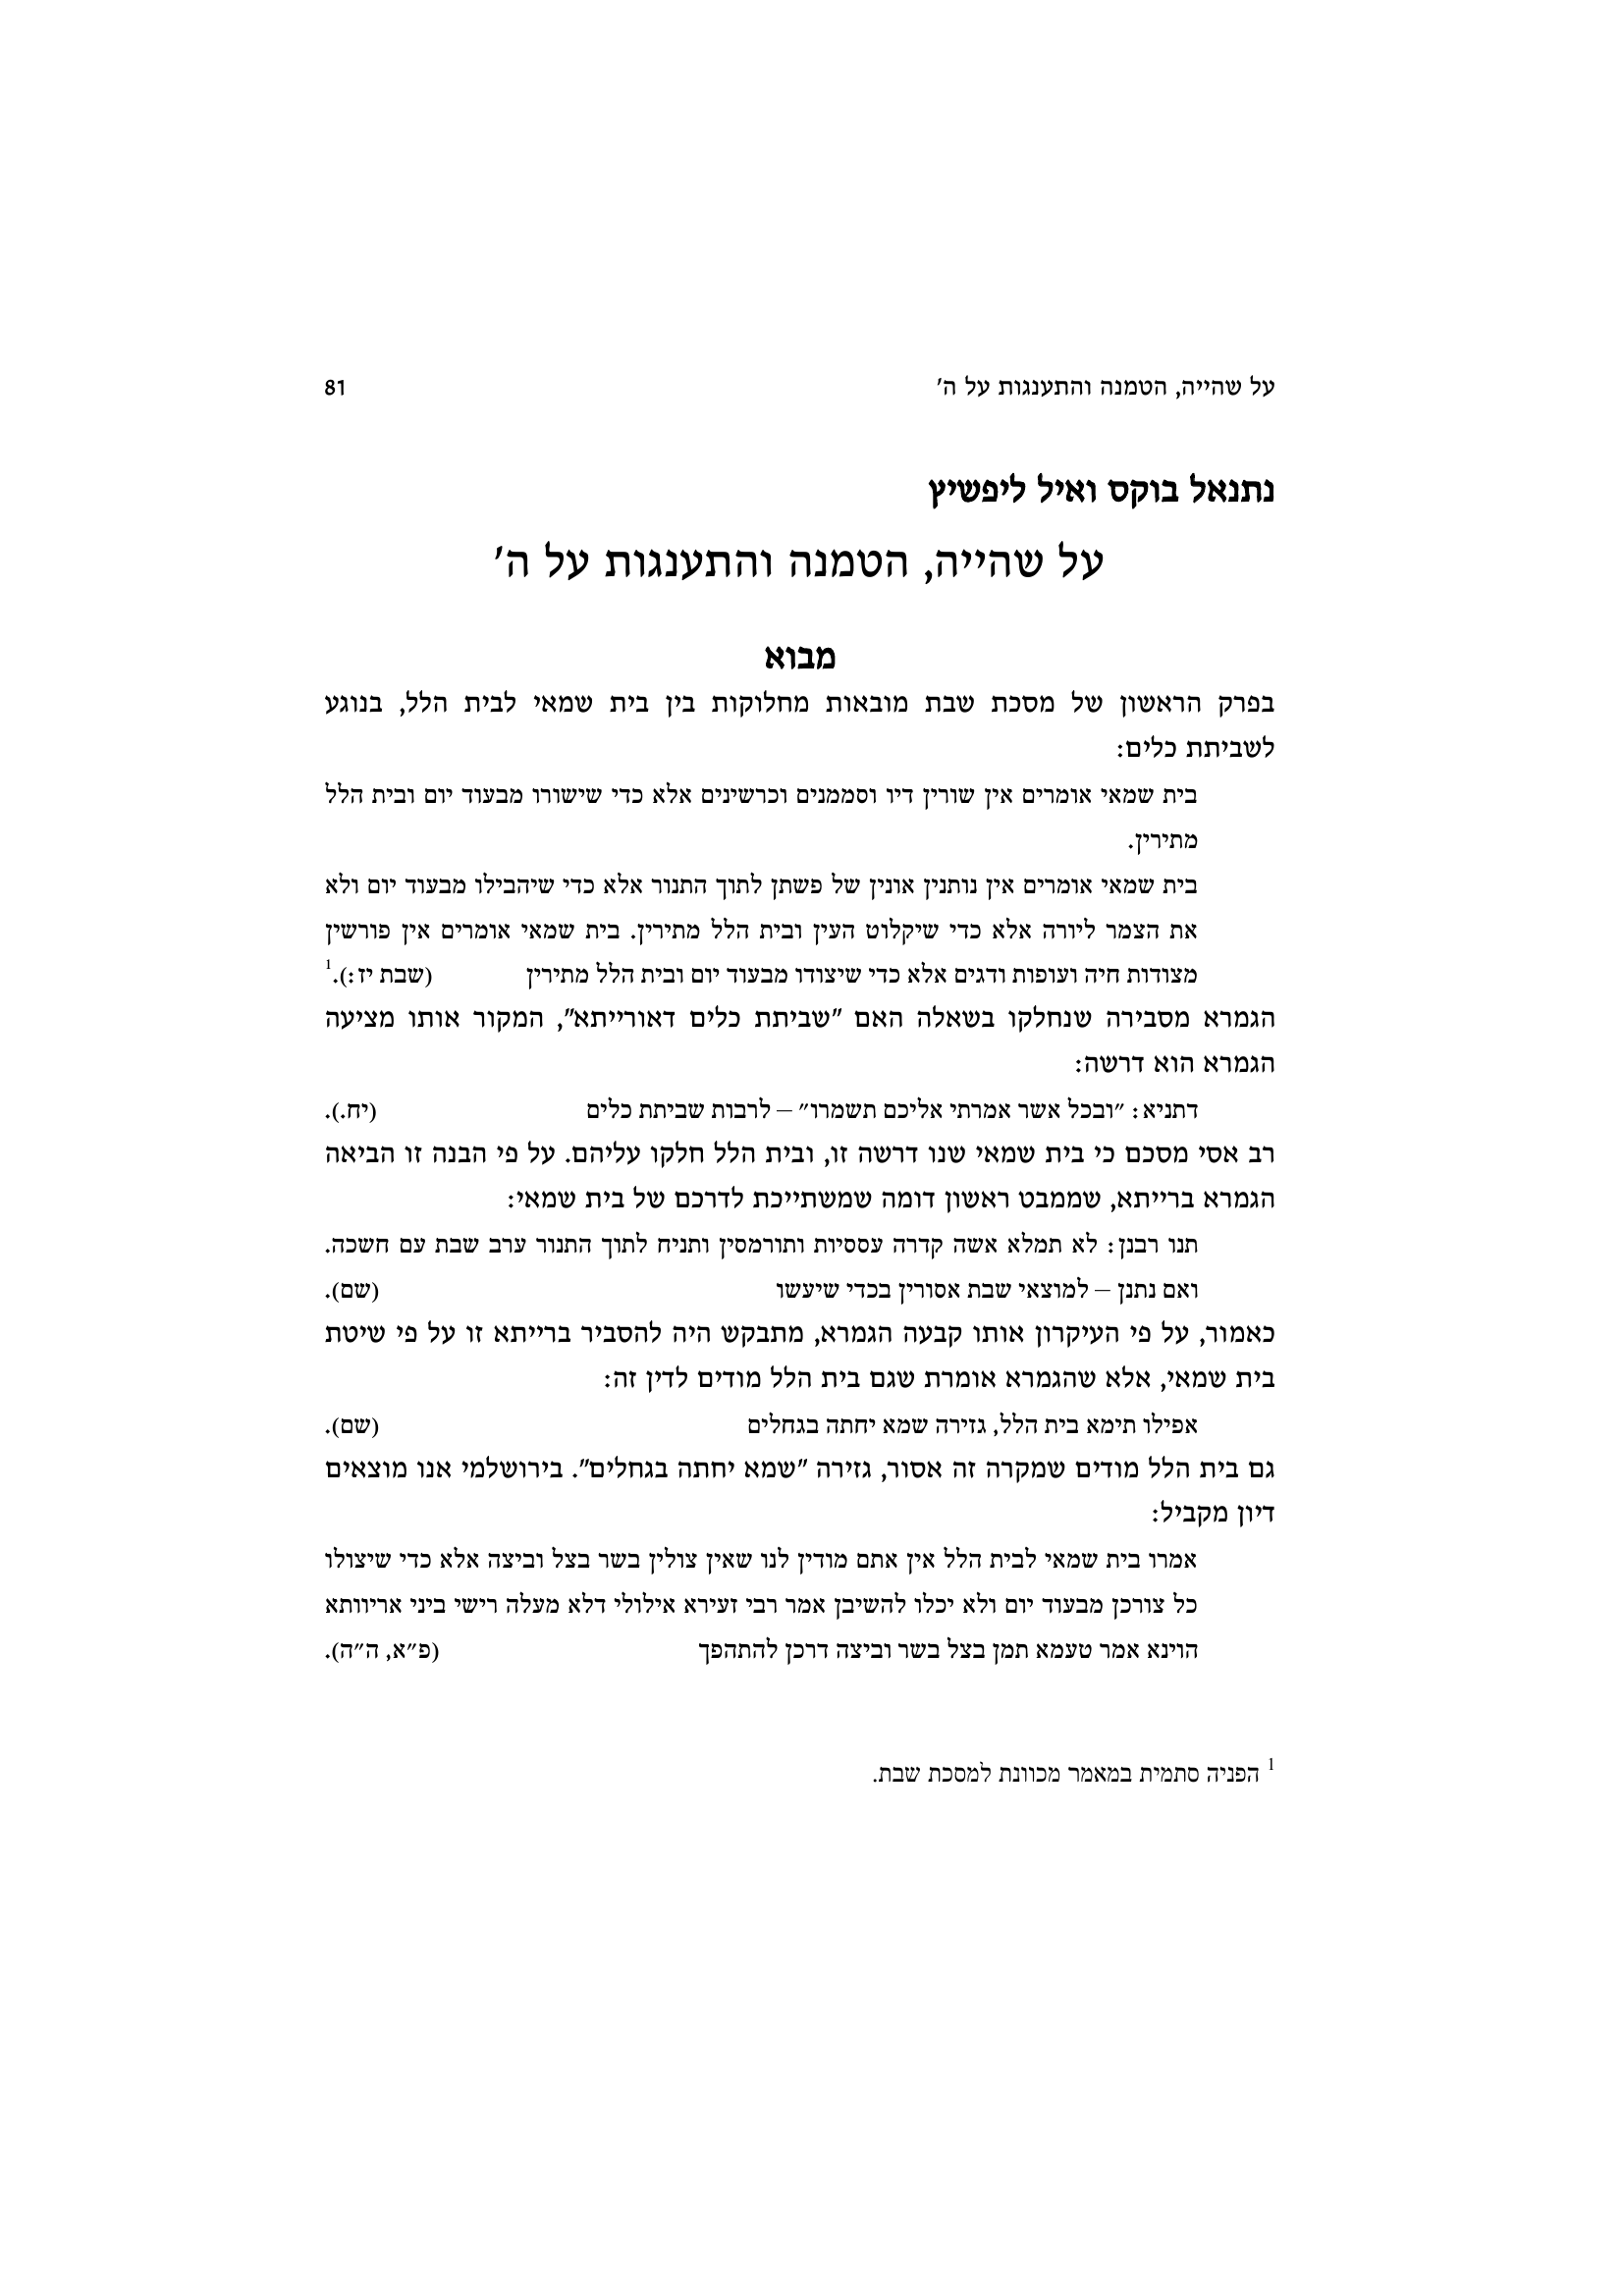 על שהייה, הטמנה והתענגות על ה' 81
נתנאל בוקס ואיל ליפשיץ
על שהייה, הטמנה והתענגות על ה'
מבוא
בפרק הראשון של מסכת שבת מובאות מחלוקות בין בית שמאי לבית הלל, בנוגע
לשביתת כלים:
בית שמאי אומרים אין שורין דיו וסממנים וכרשינים אלא כדי שישורו מבעוד יום ובית הלל
מתירין.
בית שמאי אומרים אין נותנין אונין של פשתן לתוך התנור אלא כדי שיהבילו מבעוד יום ולא
את הצמר ליורה אלא כדי שיקלוט העין ובית הלל מתירין. בית שמאי אומרים אין פורשין
מצודות חיה ועופות ודגים אלא כדי שיצודו מבעוד יום ובית הלל מתירין (שבת יז:).1
הגמרא מסבירה שנחלקו בשאלה האם "שביתת כלים דאורייתא", המקור אותו מציעה
הגמרא הוא דרשה:
דתניא: "ובכל אשר אמרתי אליכם תשמרו" – לרבות שביתת כלים (יח.).
רב אסי מסכם כי בית שמאי שנו דרשה זו, ובית הלל חלקו עליהם. על פי הבנה זו הביאה
הגמרא ברייתא, שממבט ראשון דומה שמשתייכת לדרכם של בית שמאי:
תנו רבנן: לא תמלא אשה קדרה עססיות ותורמסין ותניח לתוך התנור ערב שבת עם חשכה.
ואם נתנן – למוצאי שבת אסורין בכדי שיעשו (שם).
כאמור, על פי העיקרון אותו קבעה הגמרא, מתבקש היה להסביר ברייתא זו על פי שיטת
בית שמאי, אלא שהגמרא אומרת שגם בית הלל מודים לדין זה:
אפילו תימא בית הלל, גזירה שמא יחתה בגחלים (שם).
גם בית הלל מודים שמקרה זה אסור, גזירה "שמא יחתה בגחלים". בירושלמי אנו מוצאים
דיון מקביל:
אמרו בית שמאי לבית הלל אין אתם מודין לנו שאין צולין בשר בצל וביצה אלא כדי שיצולו
כל צורכן מבעוד יום ולא יכלו להשיבן אמר רבי זעירא אילולי דלא מעלה רישי ביני אריוותא
הוינא אמר טעמא תמן בצל בשר וביצה דרכן להתהפך (פ"א, ה"ה).
1 הפניה סתמית במאמר מכוונת למסכת שבת.